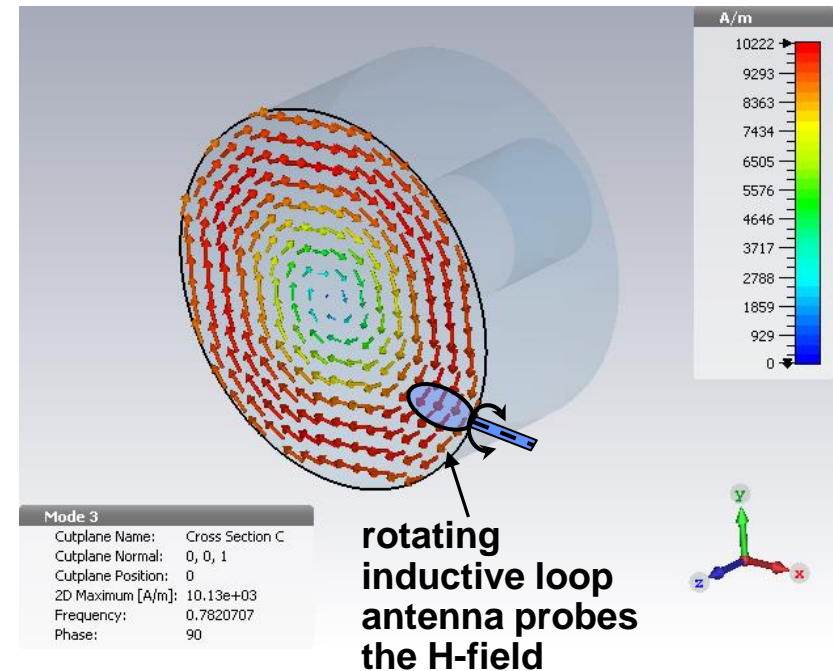 A/m
10222
9293
8363
7434
6505
5576
4646
3717
2788
1859
929
0
Mode 3
Cutplane Name: Cross Section C
Cutplane Normal: 0, 0, 1
Cutplane Position: 0
2D Maximum [A/m]: 10.13e+03
Frequency: 0.7820707
Phase: 90
rotating
inductive loop
antenna probes
the H-field
y
z
x